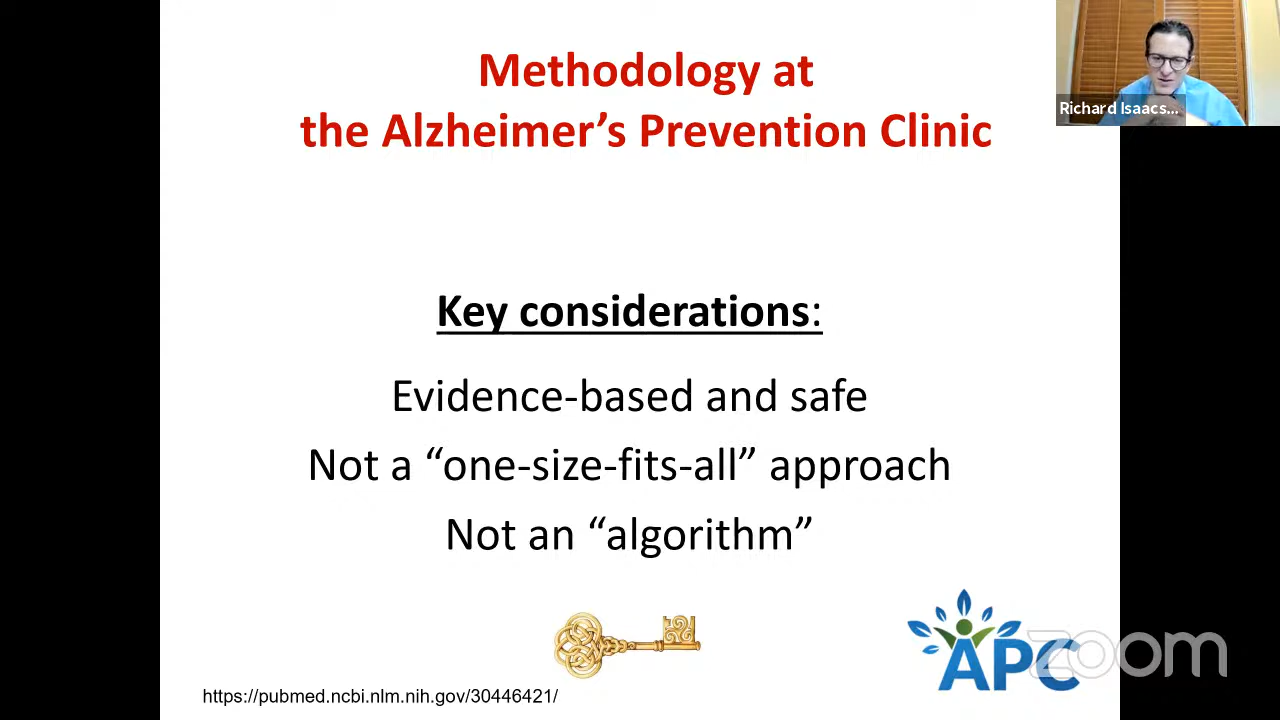 Methodology at
the Alzheimer’s Prevention Clinic
Richard Isaacs...
Key considerations:
Evidence-based and safe
Not a “one-size-fits-all” approach
Not an “algorithm”
APC
zoom
https://pubmed.ncbi.nlm.nih.gov/30446421/